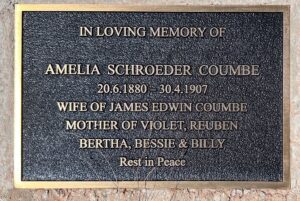 IN LOVING MEMORY OF
AMELIA SCHROEDER COUMBE
20.6.1880 – 30.4.1907
WIFE OF JAMES EDWIN COUMBE
MOTHER OF VIOLET, REUBEN
BERTHA, BESSIE & BILLY
Rest in Peace